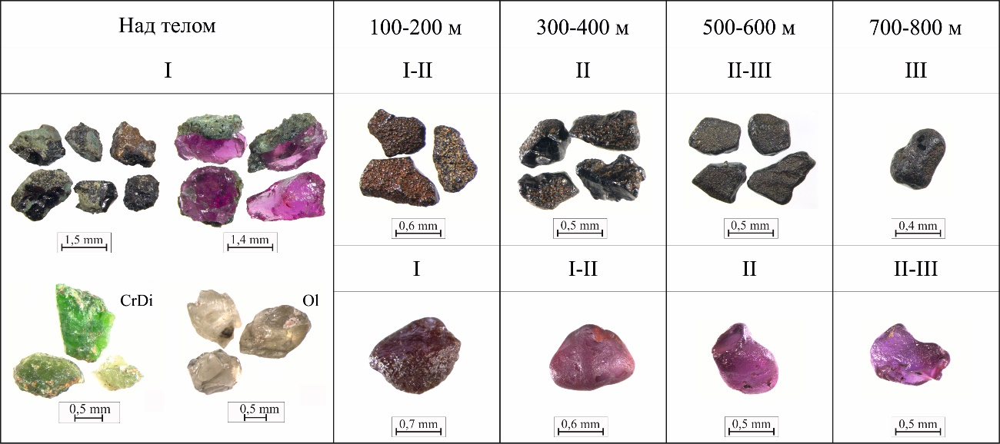 Над телом
100-200 м
300-400 м
500-600 м
700-800 м
I
I-II
II
II-III
III
1,5 mm
1,4 mm
0,6 mm
0,5 mm
0,5 mm
0,4 mm
I
I-II
II
II-III
CrDi
Ol
0,5 mm
0,5 mm
0,7 mm
0,6 mm
0,5 mm
0,5 mm